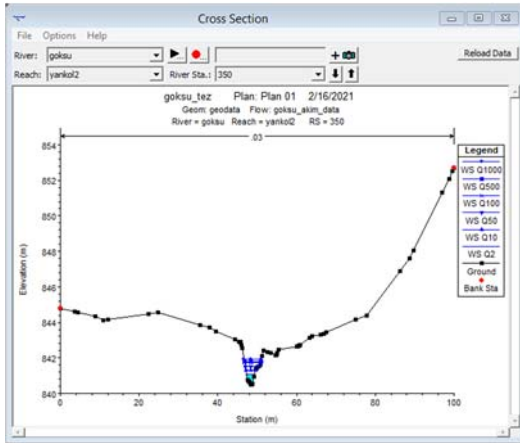 Cross Section
File Options Help
River: goksu
Reload Data
Reach: yankol2 River Sta.: 350
goksu_tez Plan: Plan 01 2/16/2021
Geom: geodata Flow: goksu_akim_data
River = goksu Reach = yankol2 RS = 350
.03
Legend
WS Q1000
WS Q500
WS Q100
WS Q50
WS Q10
WS Q2
Ground
Bank Sta
854
852
850
848
846
844
842
840
Elevation (m)
0 20 40 60 80 100
Station (m)